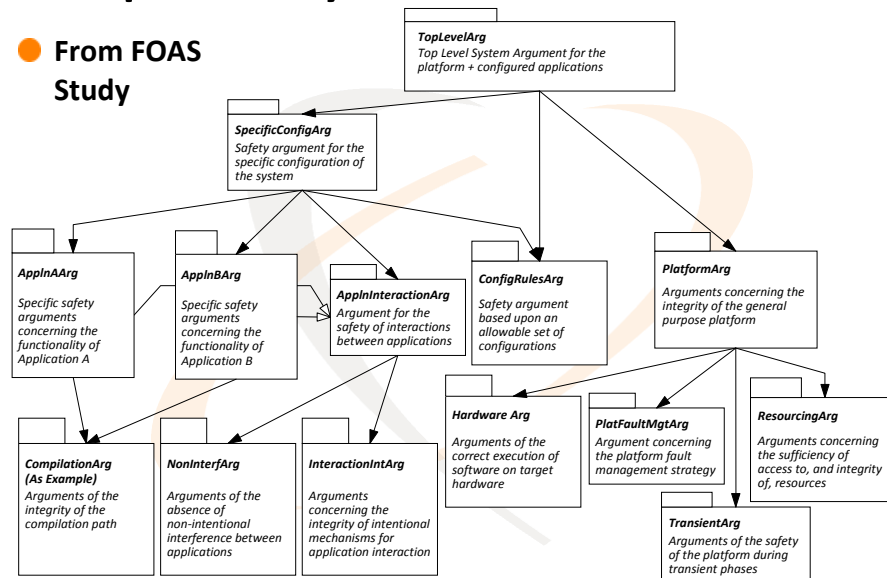 From FOAS
Study
TopLevelArg
Top Level System Argument for the
platform + configured applications
SpecificConfigArg
Safety argument for the
specific configuration of
the system
ApplnAArg
Specific safety
arguments
concerning the
functionality of
Application A
ApplnBArg
Specific safety
arguments
concerning the
functionality of
Application B
ApplnInteractionArg
Argument for the
safety of interactions
between applications
ConfigRulesArg
Safety argument
based upon an
allowable set of
configurations
PlatformArg
Arguments concerning the
integrity of the general
purpose platform
CompilationArg
(As Example)
Arguments of the
integrity of the
compilation path
NonInterfArg
Arguments of the
absence of
non-intentional
interference between
applications
InteractionIntArg
Arguments
concerning the
integrity of intentional
mechanisms for
application interaction
Hardware Arg
Arguments of the
correct execution of
software on target
hardware
PlatFaultMgtArg
Argument concerning
the platform fault
management strategy
ResourcingArg
Arguments concerning
the sufficiency of
access to, and integrity
of, resources
TransientArg
Arguments of the safety
of the platform during
transient phases